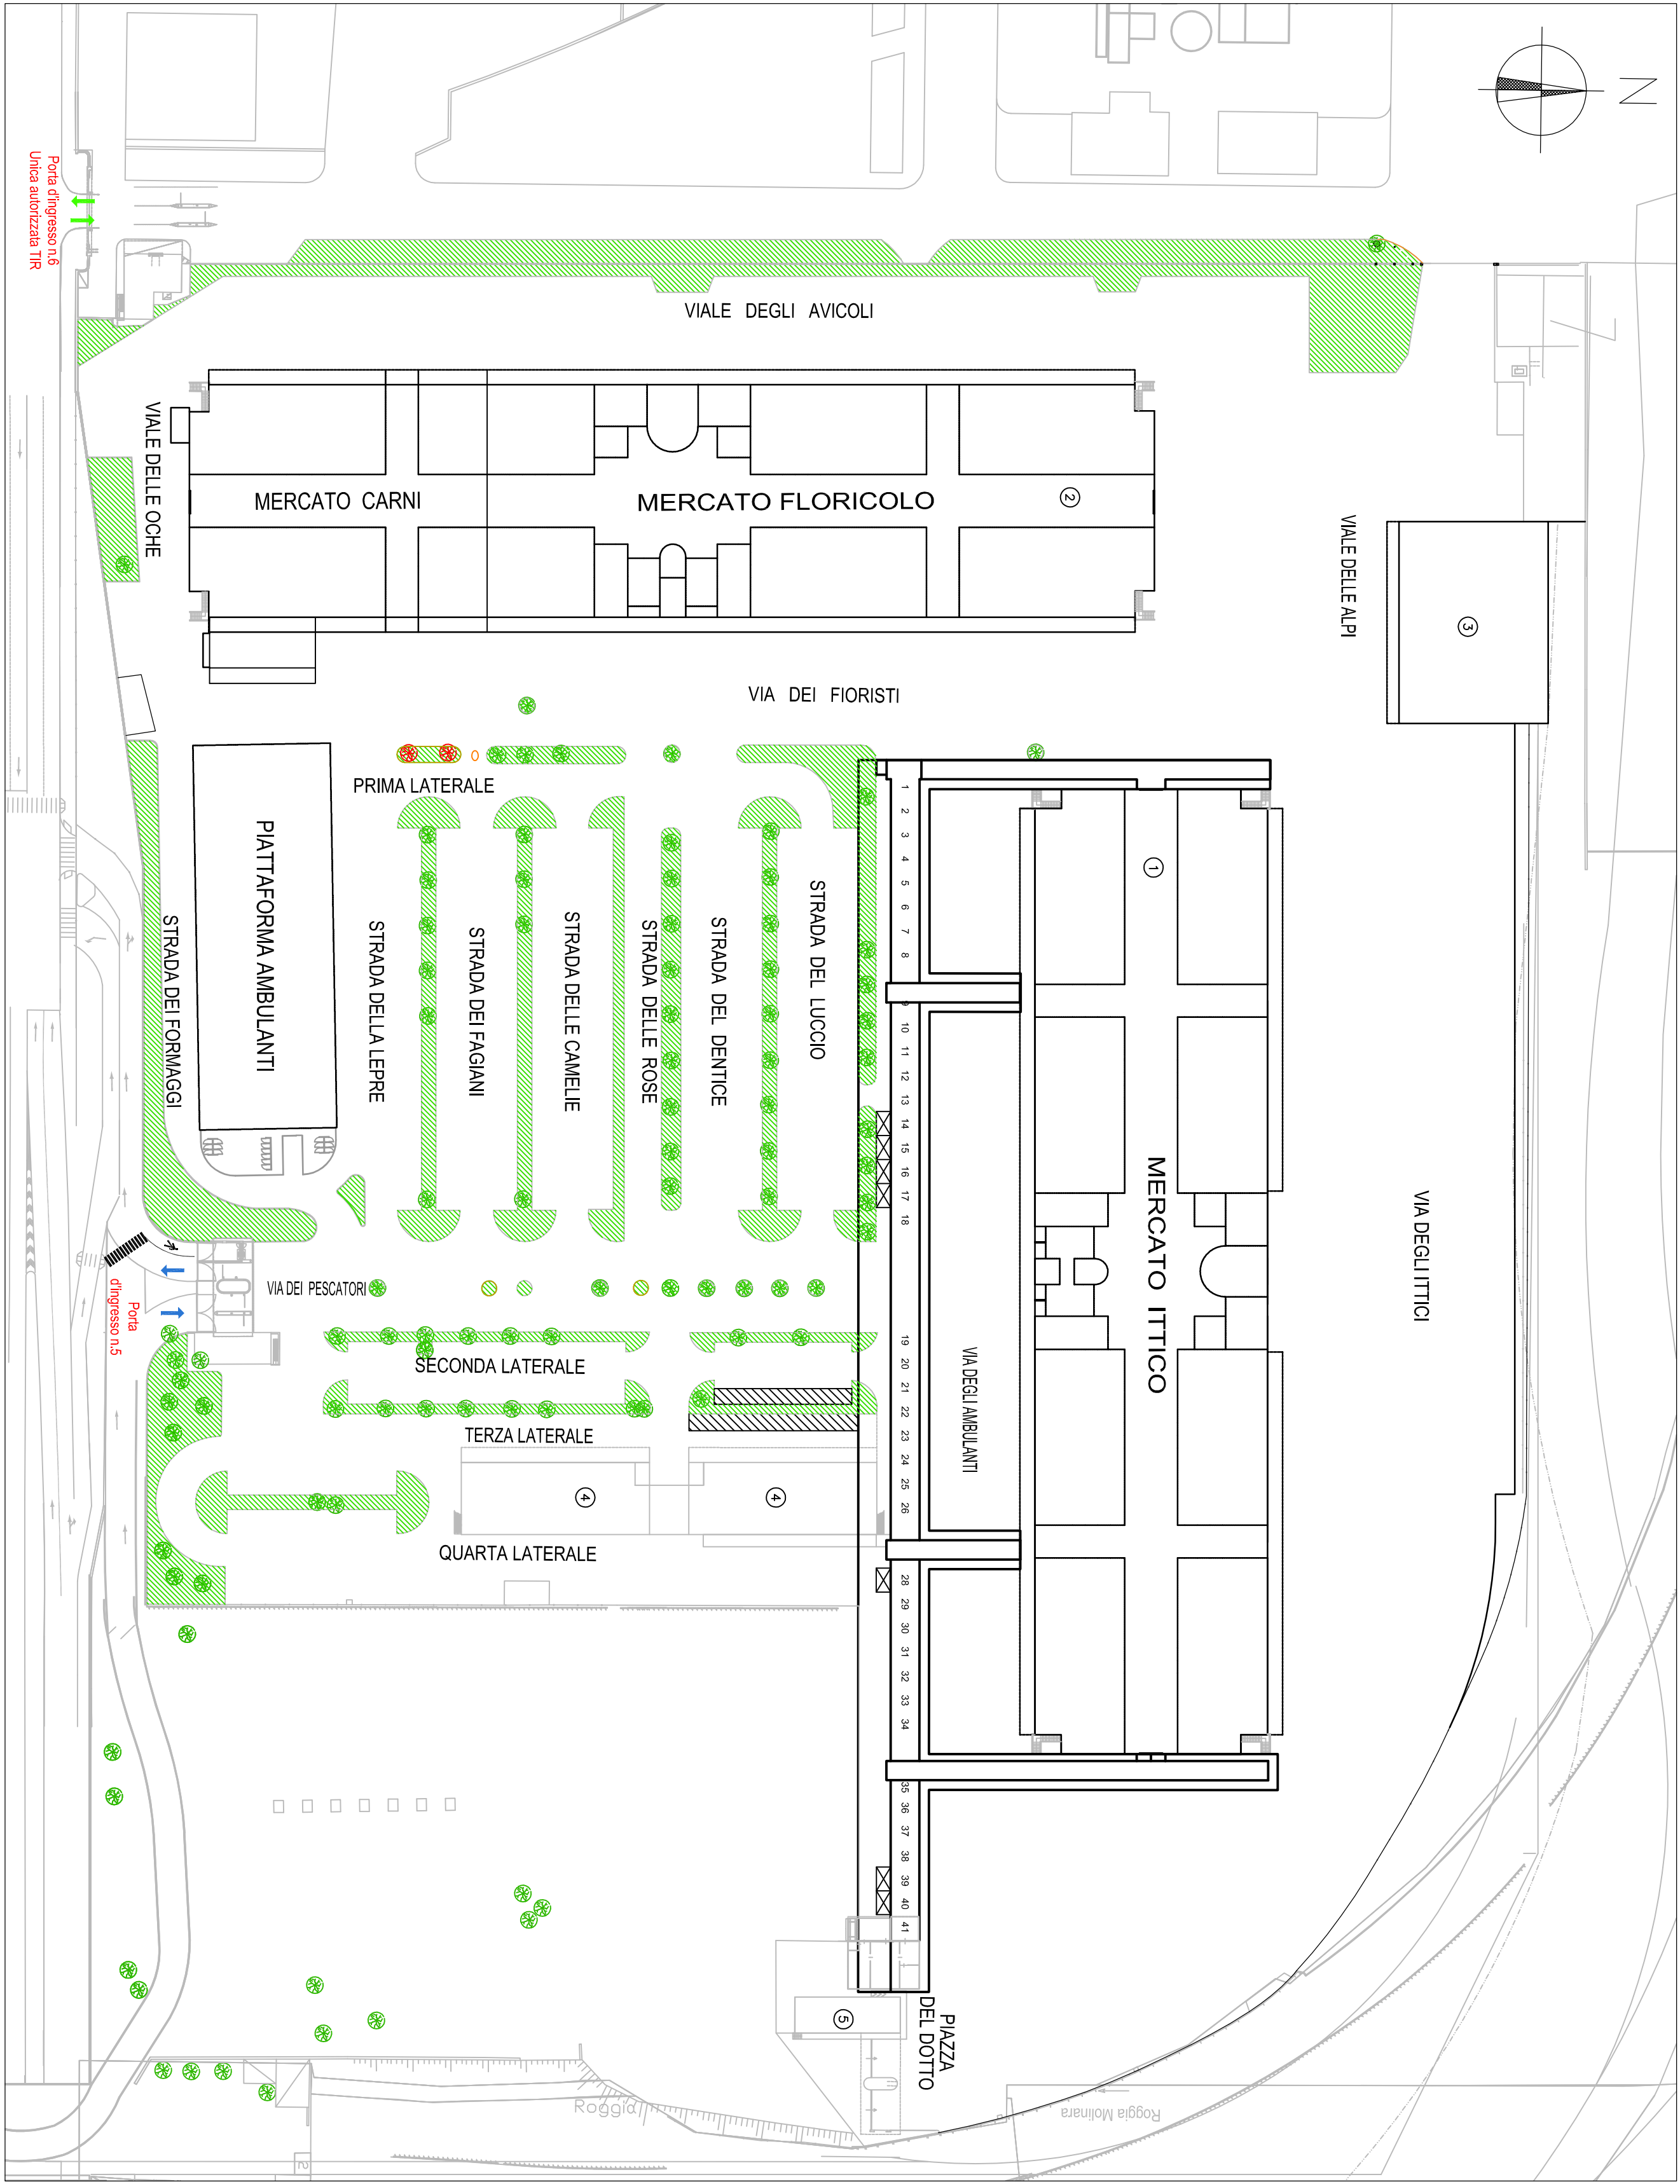 N
Porta d'ingresso n.6
Unica autorizzata TIR
VIALE DEGLI AVICOLI
VIALE DELLE OCHE
MERCATO CARNI
MERCATO FLORICOLO
2
VIALE DELLE ALPI
3
VIA DEI FIORISTI
PRIMA LATERALE
PIATTAFORMA AMBULANTI
STRADA DEI FORMAGGI
STRADA DELLA LEPRE
STRADA DEI FAGIANI
STRADA DELLE CAMELIE
STRADA DELLE ROSE
STRADA DEL DENTICE
STRADA DEL LUCCIO
1
2
3
4
5
6
7
8
9
10
11
12
13
14
15
16
17
18
19
20
21
22
23
24
25
26
28
29
30
31
32
33
34
35
36
37
38
39
40
41
1
MERCATO ITTICO
VIA DEGLI ITTICI
VIA DEGLI AMBULANTI
VIA DEI PESCATORI
Porta
d'ingresso n.5
SECONDA LATERALE
TERZA LATERALE
4
4
QUARTA LATERALE
PIAZZA
DEL DOTTO
5
Roggia
Roggia Molinara